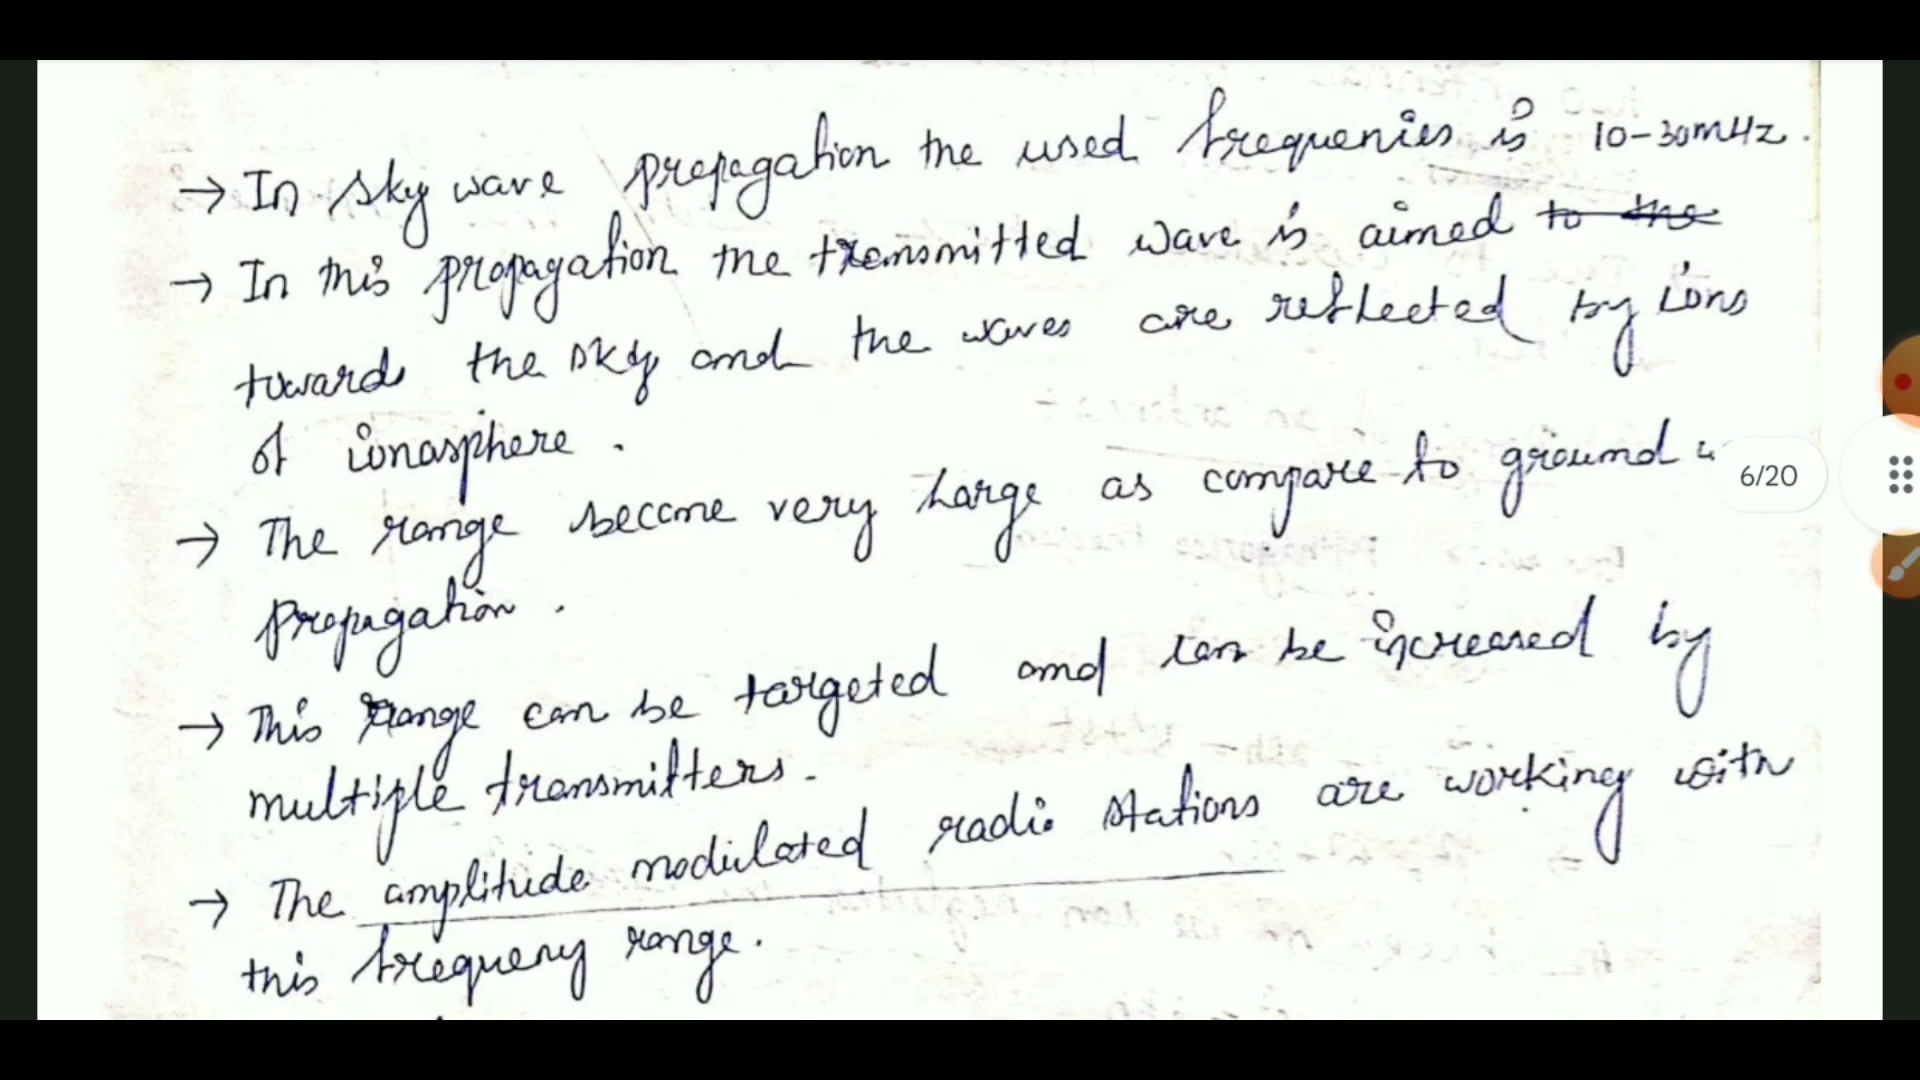 → In sky wave propagation the used frequenies is 10-30mHz.
→ In this propagation the transmitted wave is aimed to the
toward the sky and the waves are reflected by ions
of ionasphere.
→ The range become very large as compare to ground
6/20
propagation.
→ This range can be targeted and can be increased by
multiple transmitters.
→ The amplitude modulated radio stations are working with
this frequency range.